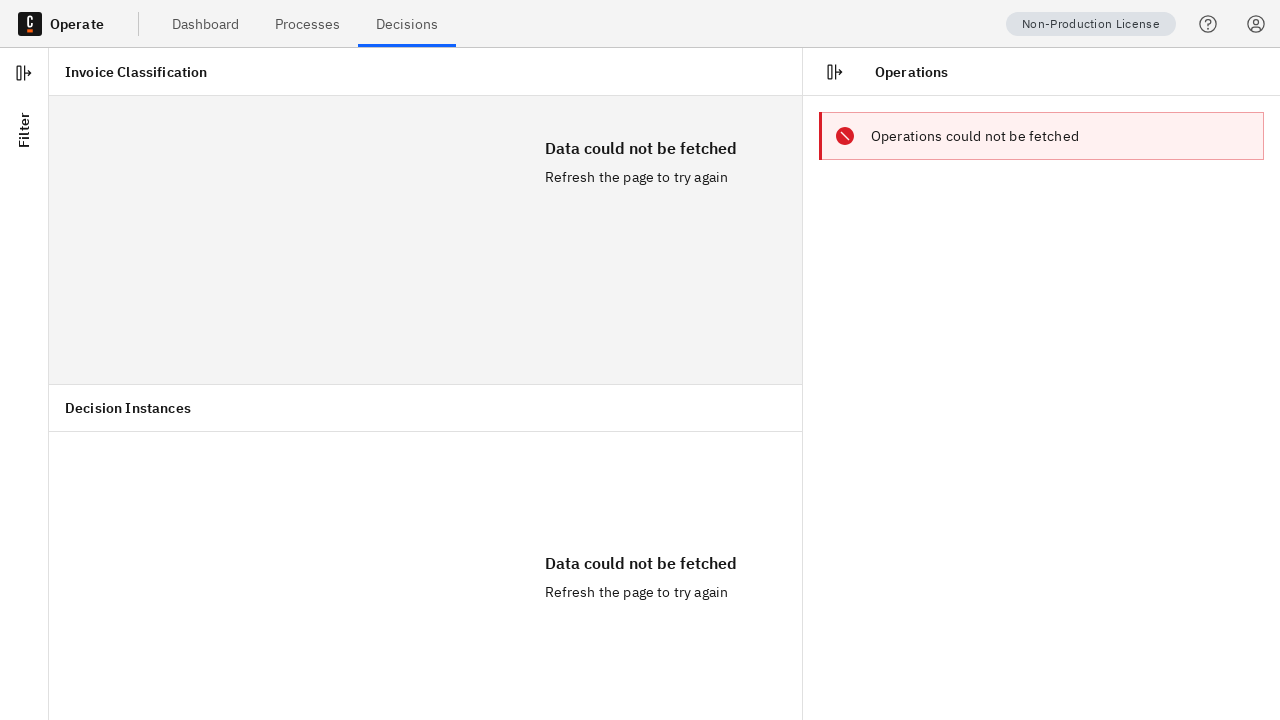 Operate
Dashboard
Processes
Decisions
Non-Production License
Filter
Invoice Classification
Data could not be fetched
Refresh the page to try again
Decision Instances
Data could not be fetched
Refresh the page to try again
Operations
Operations could not be fetched